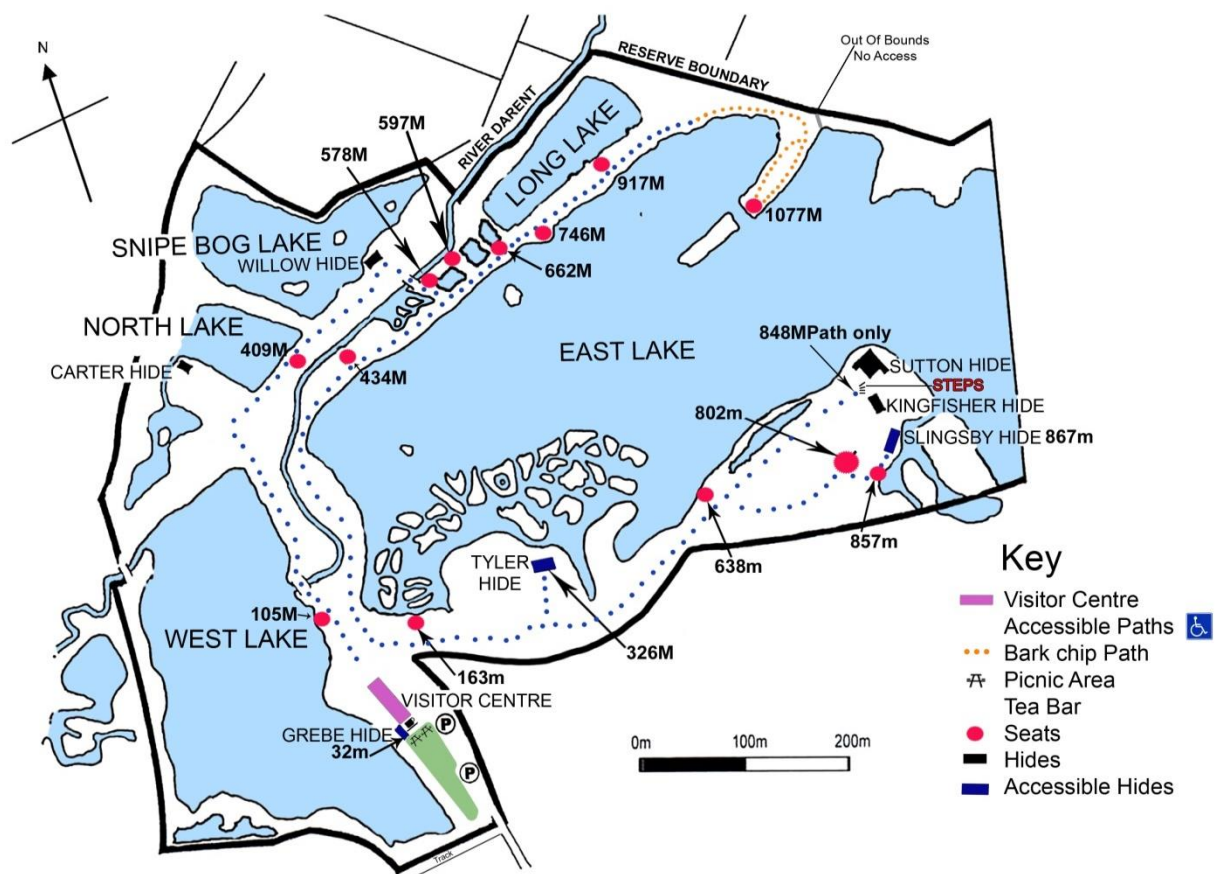 N
Out Of Bounds
No Access
RESERVE BOUNDARY
RIVER DARENT
597M
578M
LONG LAKE
917M
1077M
SNIPE BOG LAKE
WILLOW HIDE
746M
662M
NORTH LAKE
409M
CARTER HIDE
434M
EAST LAKE
848MPath only
SUTTON HIDE
STEPS
KINGFISHER HIDE
802m
SLINGSBY HIDE 867m
857m
638m
TYLER
HIDE
326M
105M
WEST LAKE
163m
VISITOR CENTRE
GREBE HIDE
32m
P
P
Track
0m 100m 200m
Key
Visitor Centre
Accessible Paths
Bark chip Path
Picnic Area
Tea Bar
Seats
Hides
Accessible Hides